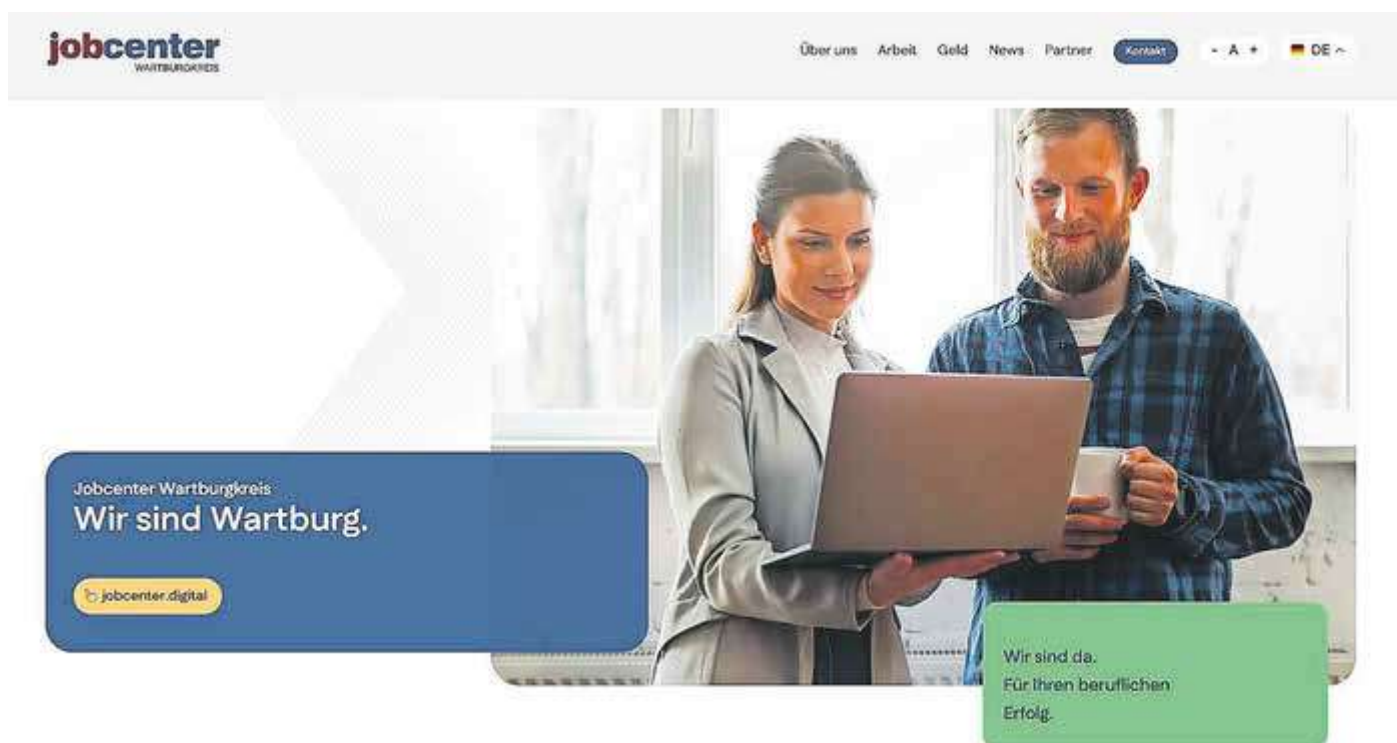 jobcenter
WARTBURGKREIS
Über uns Arbeit Geld News Partner Kontakt - A + DE
Jobcenter Wartburgkreis
Wir sind Wartburg.
jobcenter.digital
Wir sind da.
Für Ihren beruflichen
Erfolg.